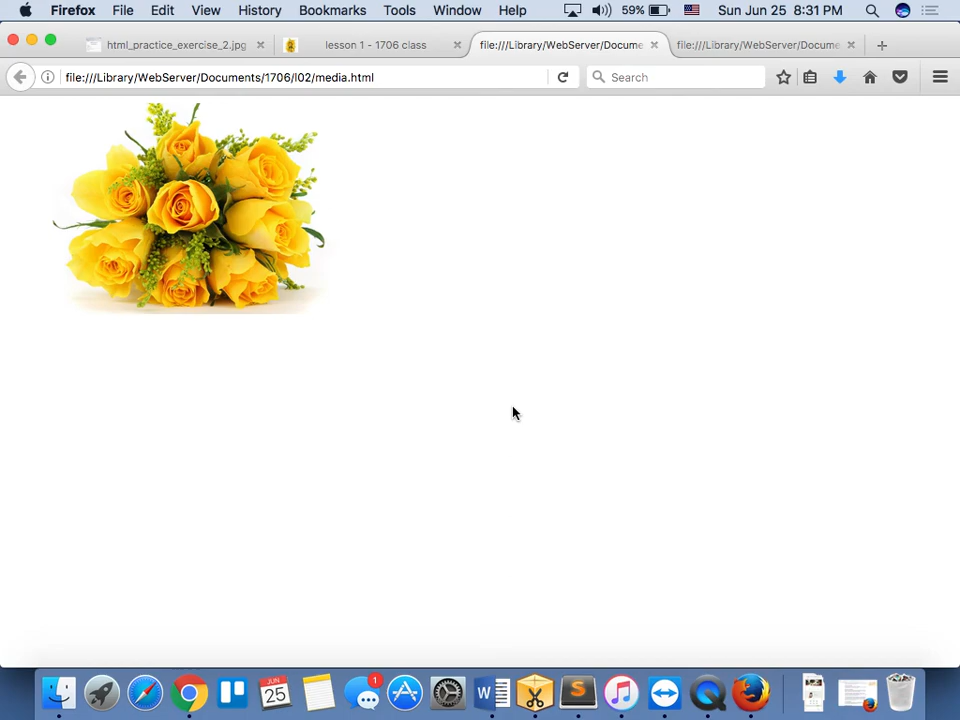 Firefox File Edit View History Bookmarks Tools Window Help 59% Sun Jun 25 8:31 PM
html_practice_exercise_2.jpg lesson 1 - 1706 class file:///Library/WebServer/Docume file:///Library/WebServer/Docume
file:///Library/WebServer/Documents/1706/l02/media.html Search
JUN
25
1
W
S